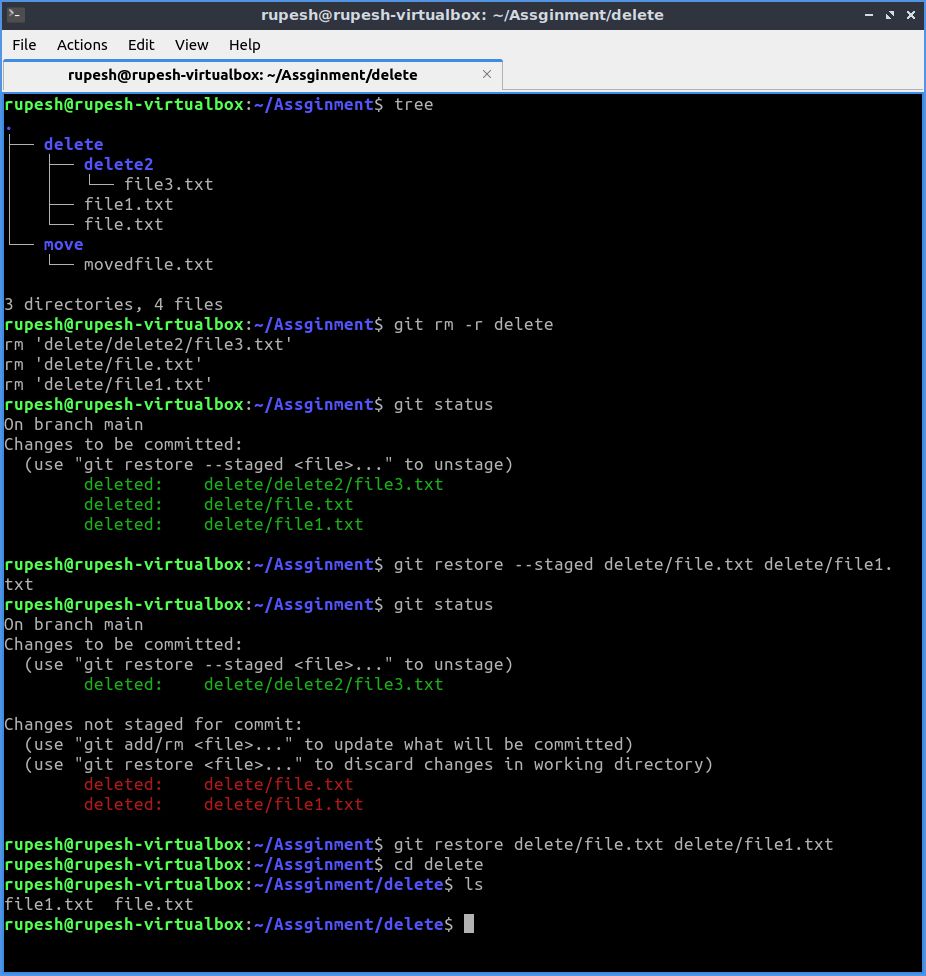 rupesh@rupesh-virtualbox: ~/Assginment/delete
File Actions Edit View Help
rupesh@rupesh-virtualbox: ~/Assginment/delete
rupesh@rupesh-virtualbox:~/Assginment$ tree
.
├── delete
│   ├── delete2
│   │   └── file3.txt
│   ├── file1.txt
│   └── file.txt
└── move
    └── movedfile.txt

3 directories, 4 files
rupesh@rupesh-virtualbox:~/Assginment$ git rm -r delete
rm 'delete/delete2/file3.txt'
rm 'delete/file.txt'
rm 'delete/file1.txt'
rupesh@rupesh-virtualbox:~/Assginment$ git status
On branch main
Changes to be committed:
  (use "git restore --staged <file>..." to unstage)
        deleted:    delete/delete2/file3.txt
        deleted:    delete/file.txt
        deleted:    delete/file1.txt

rupesh@rupesh-virtualbox:~/Assginment$ git restore --staged delete/file.txt delete/file1.
txt
rupesh@rupesh-virtualbox:~/Assginment$ git status
On branch main
Changes to be committed:
  (use "git restore --staged <file>..." to unstage)
        deleted:    delete/delete2/file3.txt

Changes not staged for commit:
  (use "git add/rm <file>..." to update what will be committed)
  (use "git restore <file>..." to discard changes in working directory)
        deleted:    delete/file.txt
        deleted:    delete/file1.txt

rupesh@rupesh-virtualbox:~/Assginment$ git restore delete/file.txt delete/file1.txt
rupesh@rupesh-virtualbox:~/Assginment$ cd delete
rupesh@rupesh-virtualbox:~/Assginment/delete$ ls
file1.txt  file.txt
rupesh@rupesh-virtualbox:~/Assginment/delete$